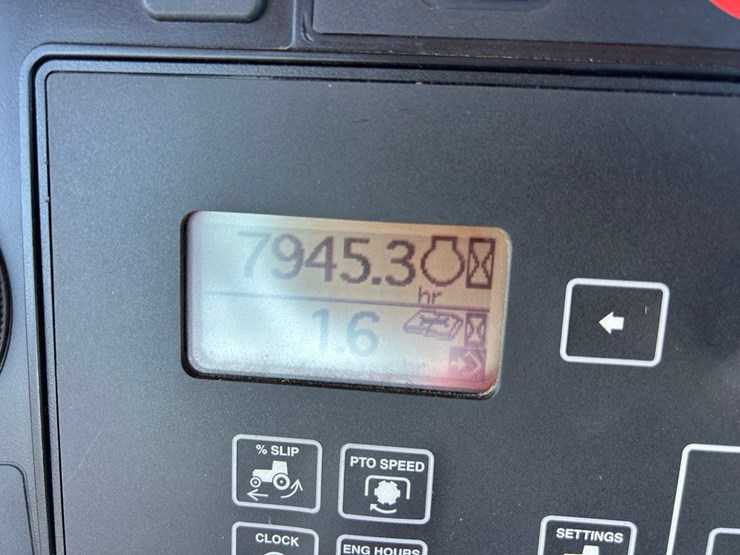 7945.3
hr
1.6
% SLIP
PTO SPEED
CLOCK
ENG HOURS
SETTINGS